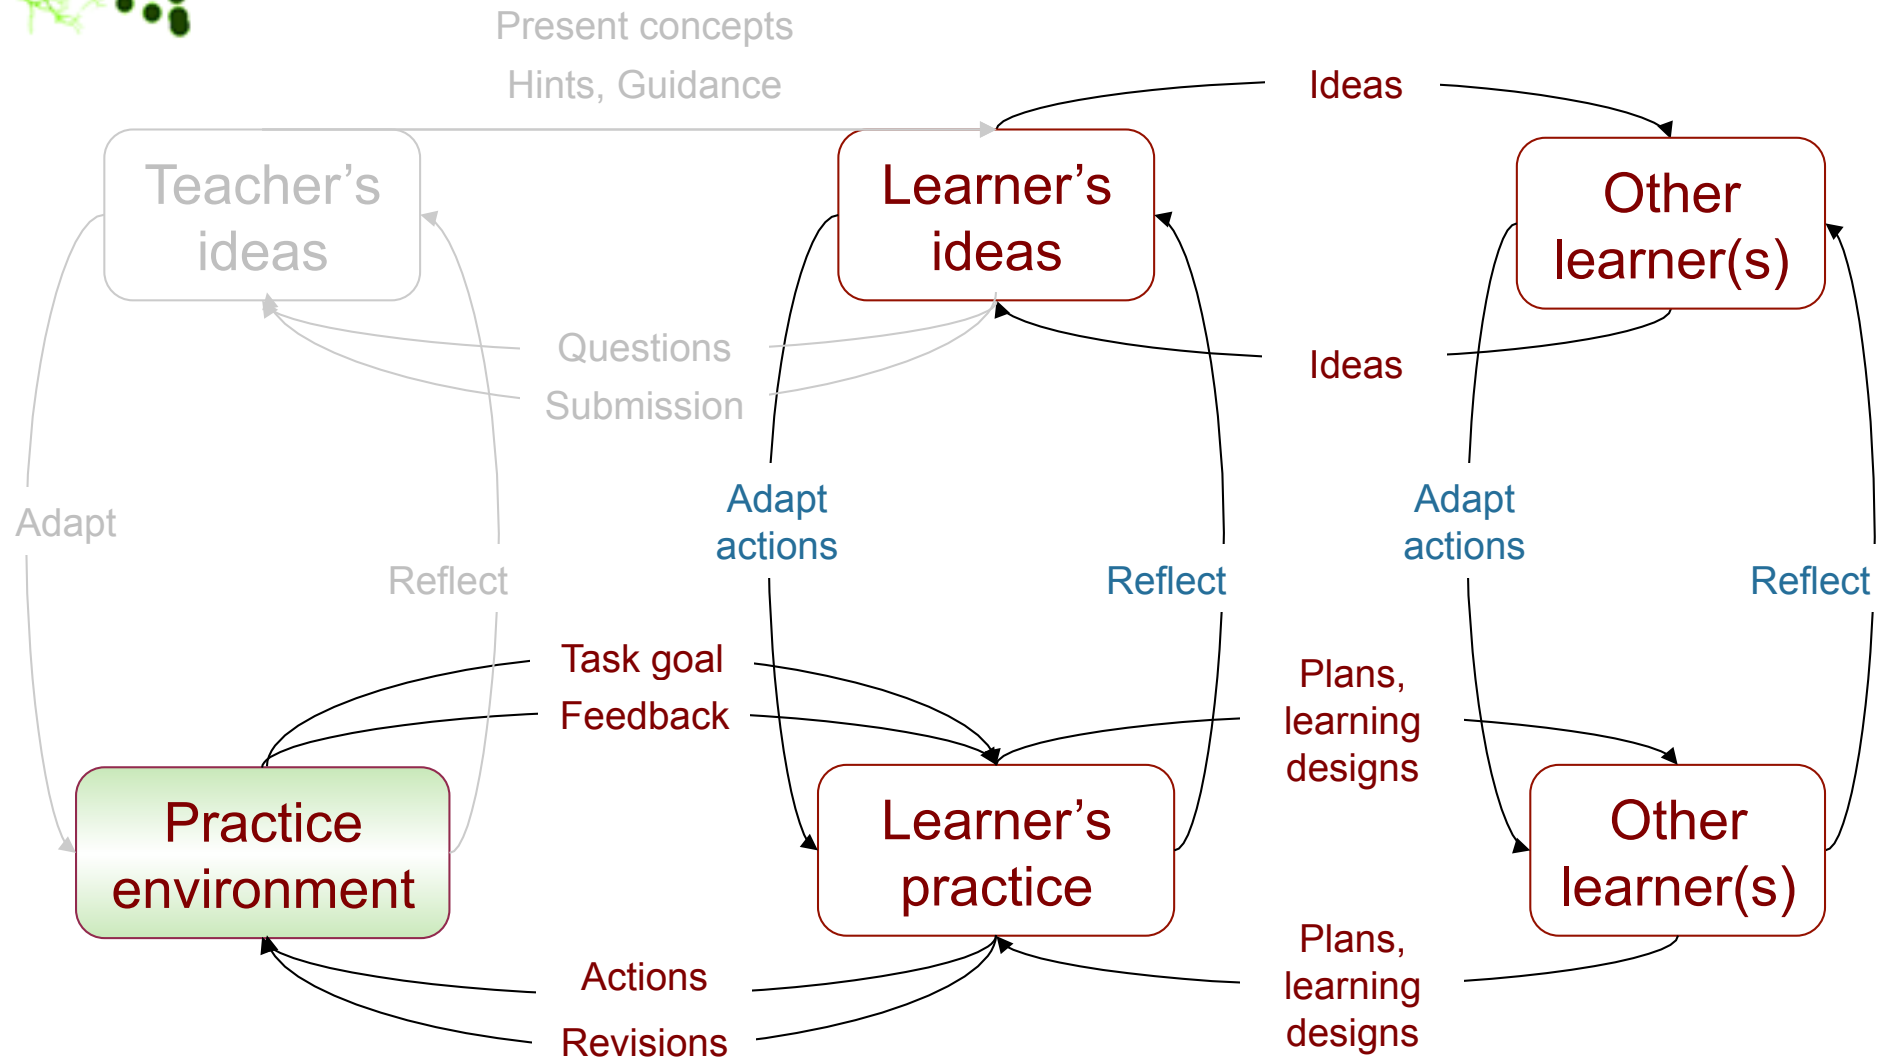 Present concepts
Hints, Guidance
Ideas
Teacher’s
ideas
Learner’s
ideas
Other
learner(s)
Questions
Submission
Ideas
Adapt
Adapt
actions
Reflect
Reflect
Adapt
actions
Reflect
Task goal
Feedback
Plans,
learning
designs
Practice
environment
Learner’s
practice
Other
learner(s)
Actions
Revisions
Plans,
learning
designs